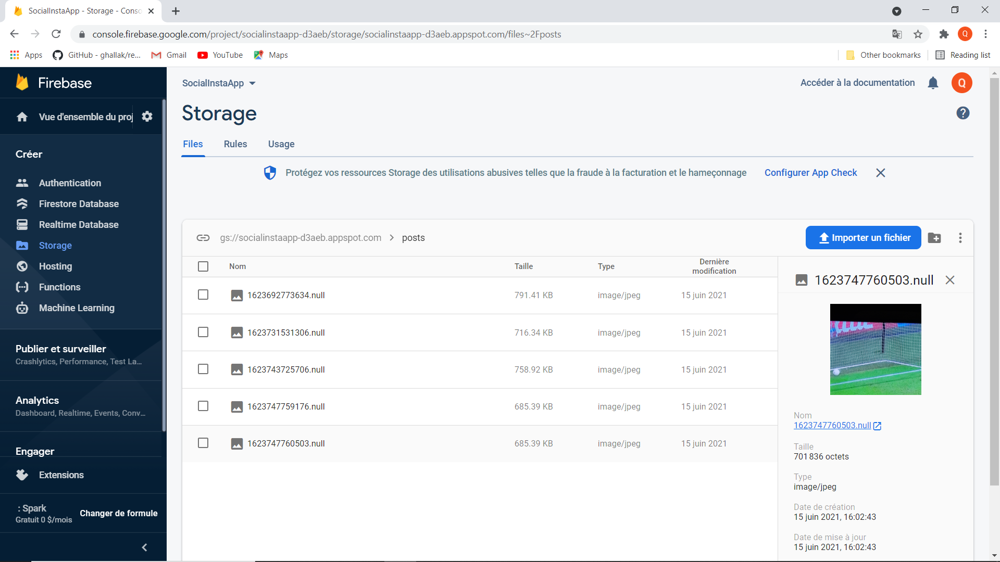 SocialInstaApp - Storage - Conso
console.firebase.google.com/project/socialinstaapp-d3aeb/storage/socialinstaapp-d3aeb.appspot.com/files~2Fposts
Q
Apps
GitHub - ghallak/re...
Gmail
YouTube
Maps
Other bookmarks
Reading list
Firebase
Vue d'ensemble du proj
Créer
Authentication
Firestore Database
Realtime Database
Storage
Hosting
Functions
Machine Learning
Publier et surveiller
Crashlytics, Performance, Test La...
Analytics
Dashboard, Realtime, Events, Conv...
Engager
Extensions
: Spark
Gratuit 0 $/mois
Changer de formule
SocialInstaApp
Accéder à la documentation
Q
Storage
?
Files
Rules
Usage
Protégez vos ressources Storage des utilisations abusives telles que la fraude à la facturation et le hameçonnage
Configurer App Check
gs://socialinstaapp-d3aeb.appspot.com > posts
Importer un fichier
Nom
Taille
Type
Dernière
modification
1623692773634.null 791.41 KB image/jpeg 15 juin 2021
1623731531306.null 716.34 KB image/jpeg 15 juin 2021
1623743725706.null 758.92 KB image/jpeg 15 juin 2021
1623747759176.null 685.39 KB image/jpeg 15 juin 2021
1623747760503.null 685.39 KB image/jpeg 15 juin 2021
1623747760503.null
Nom
1623747760503.null
Taille
701 836 octets
Type
image/jpeg
Date de création
15 juin 2021, 16:02:43
Date de mise à jour
15 juin 2021, 16:02:43